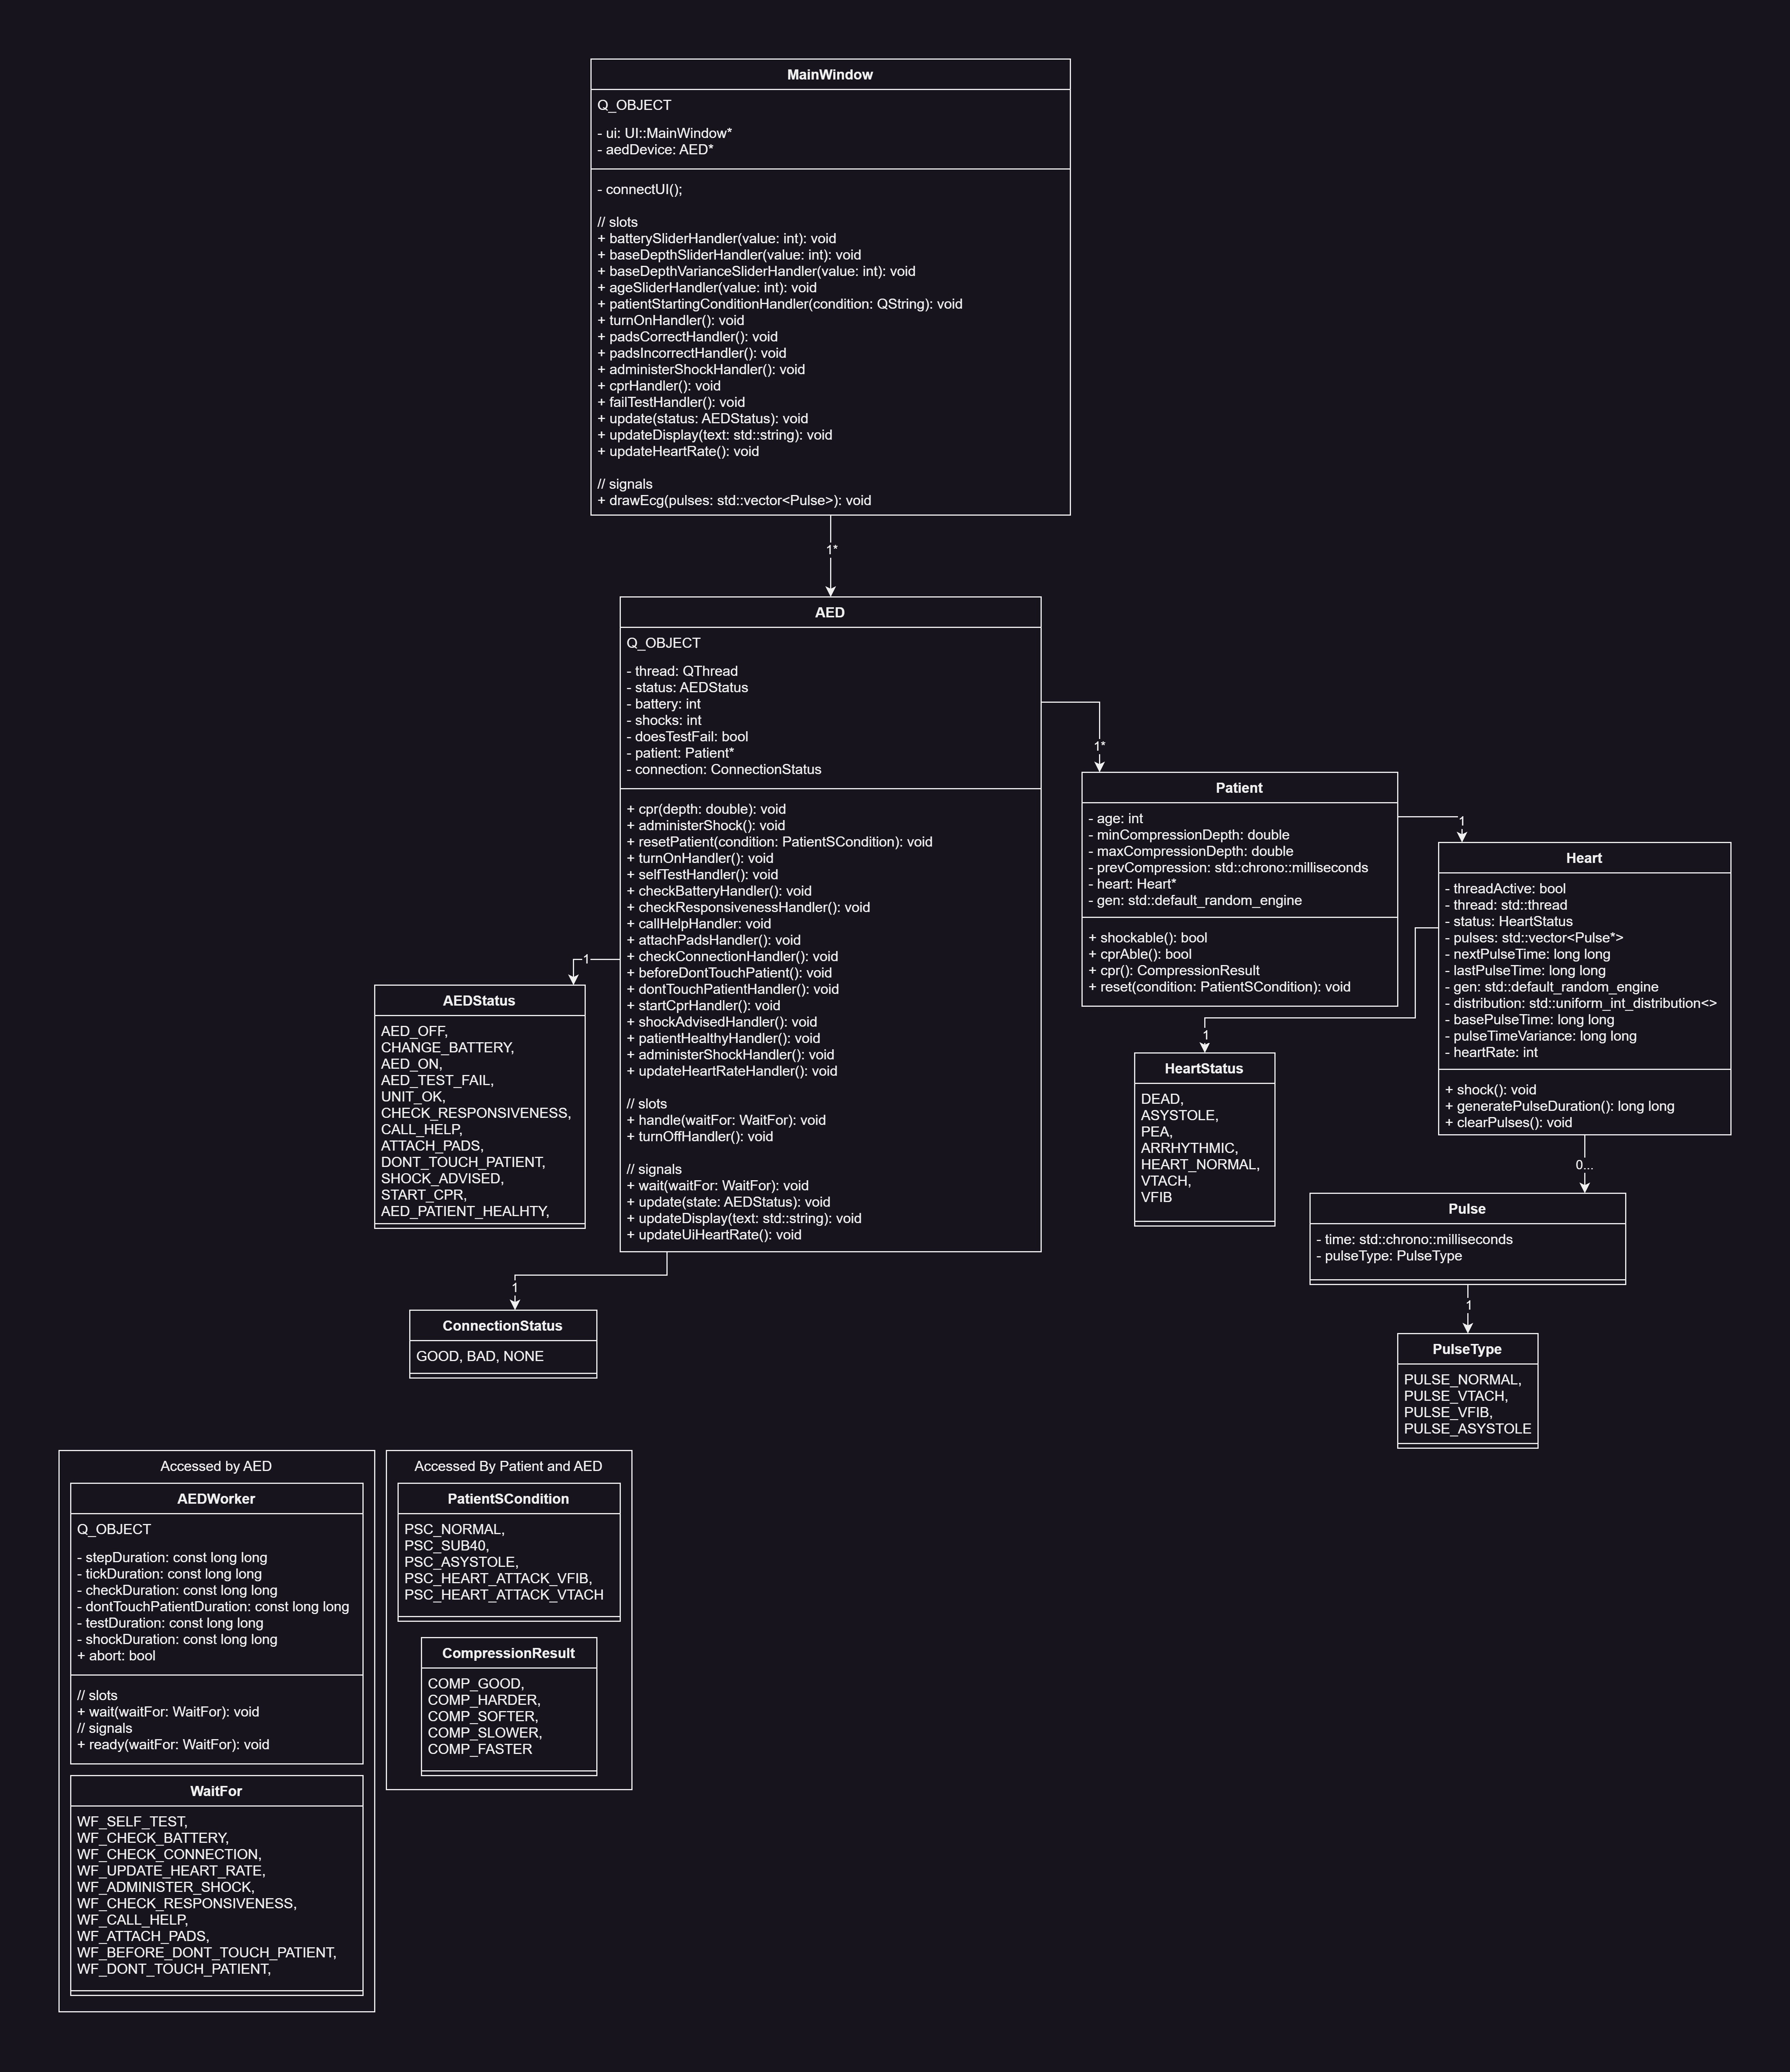 MainWindow
Q_OBJECT
- ui: UI::MainWindow*
- aedDevice: AED*
- connectUI();
// slots
+ batterySliderHandler(value: int): void
+ baseDepthSliderHandler(value: int): void
+ baseDepthVarianceSliderHandler(value: int): void
+ ageSliderHandler(value: int): void
+ patientStartingConditionHandler(condition: QString): void
+ turnOnHandler(): void
+ padsCorrectHandler(): void
+ padsIncorrectHandler(): void
+ administerShockHandler(): void
+ cprHandler(): void
+ failTestHandler(): void
+ update(status: AEDStatus): void
+ updateDisplay(text: std::string): void
+ updateHeartRate(): void
// signals
+ drawEcg(pulses: std::vector<Pulse>): void
1*
AED
Q_OBJECT
- thread: QThread
- status: AEDStatus
- battery: int
- shocks: int
- doesTestFail: bool
- patient: Patient*
- connection: ConnectionStatus
+ cpr(depth: double): void
+ administerShock(): void
+ resetPatient(condition: PatientSCondition): void
+ turnOnHandler(): void
+ selfTestHandler(): void
+ checkBatteryHandler(): void
+ checkResponsivenessHandler(): void
+ callHelpHandler: void
+ attachPadsHandler(): void
+ checkConnectionHandler(): void
+ beforeDontTouchPatient(): void
+ dontTouchPatientHandler(): void
+ startCprHandler(): void
+ shockAdvisedHandler(): void
+ patientHealthyHandler(): void
+ administerShockHandler(): void
+ updateHeartRateHandler(): void
// slots
+ handle(waitFor: WaitFor): void
+ turnOffHandler(): void
// signals
+ wait(waitFor: WaitFor): void
+ update(state: AEDStatus): void
+ updateDisplay(text: std::string): void
+ updateUiHeartRate(): void
1*
Patient
- age: int
- minCompressionDepth: double
- maxCompressionDepth: double
- prevCompression: std::chrono::milliseconds
- heart: Heart*
- gen: std::default_random_engine
+ shockable(): bool
+ cprAble(): bool
+ cpr(): CompressionResult
+ reset(condition: PatientSCondition): void
1
Heart
- threadActive: bool
- thread: std::thread
- status: HeartStatus
- pulses: std::vector<Pulse*>
- nextPulseTime: long long
- lastPulseTime: long long
- gen: std::default_random_engine
- distribution: std::uniform_int_distribution<>
- basePulseTime: long long
- pulseTimeVariance: long long
- heartRate: int
+ shock(): void
+ generatePulseDuration(): long long
+ clearPulses(): void
1
AEDStatus
AED_OFF,
CHANGE_BATTERY,
AED_ON,
AED_TEST_FAIL,
UNIT_OK,
CHECK_RESPONSIVENESS,
CALL_HELP,
ATTACH_PADS,
DONT_TOUCH_PATIENT,
SHOCK_ADVISED,
START_CPR,
AED_PATIENT_HEALHTY,
1
HeartStatus
DEAD,
ASYSTOLE,
PEA,
ARRHYTHMIC,
HEART_NORMAL,
VTACH,
VFIB
0...
Pulse
- time: std::chrono::milliseconds
- pulseType: PulseType
1
PulseType
PULSE_NORMAL,
PULSE_VTACH,
PULSE_VFIB,
PULSE_ASYSTOLE
1
ConnectionStatus
GOOD, BAD, NONE
Accessed by AED
AEDWorker
Q_OBJECT
- stepDuration: const long long
- tickDuration: const long long
- checkDuration: const long long
- dontTouchPatientDuration: const long long
- testDuration: const long long
- shockDuration: const long long
+ abort: bool
// slots
+ wait(waitFor: WaitFor): void
// signals
+ ready(waitFor: WaitFor): void
WaitFor
WF_SELF_TEST,
WF_CHECK_BATTERY,
WF_CHECK_CONNECTION,
WF_UPDATE_HEART_RATE,
WF_ADMINISTER_SHOCK,
WF_CHECK_RESPONSIVENESS,
WF_CALL_HELP,
WF_ATTACH_PADS,
WF_BEFORE_DONT_TOUCH_PATIENT,
WF_DONT_TOUCH_PATIENT,
Accessed By Patient and AED
PatientSCondition
PSC_NORMAL,
PSC_SUB40,
PSC_ASYSTOLE,
PSC_HEART_ATTACK_VFIB,
PSC_HEART_ATTACK_VTACH
CompressionResult
COMP_GOOD,
COMP_HARDER,
COMP_SOFTER,
COMP_SLOWER,
COMP_FASTER